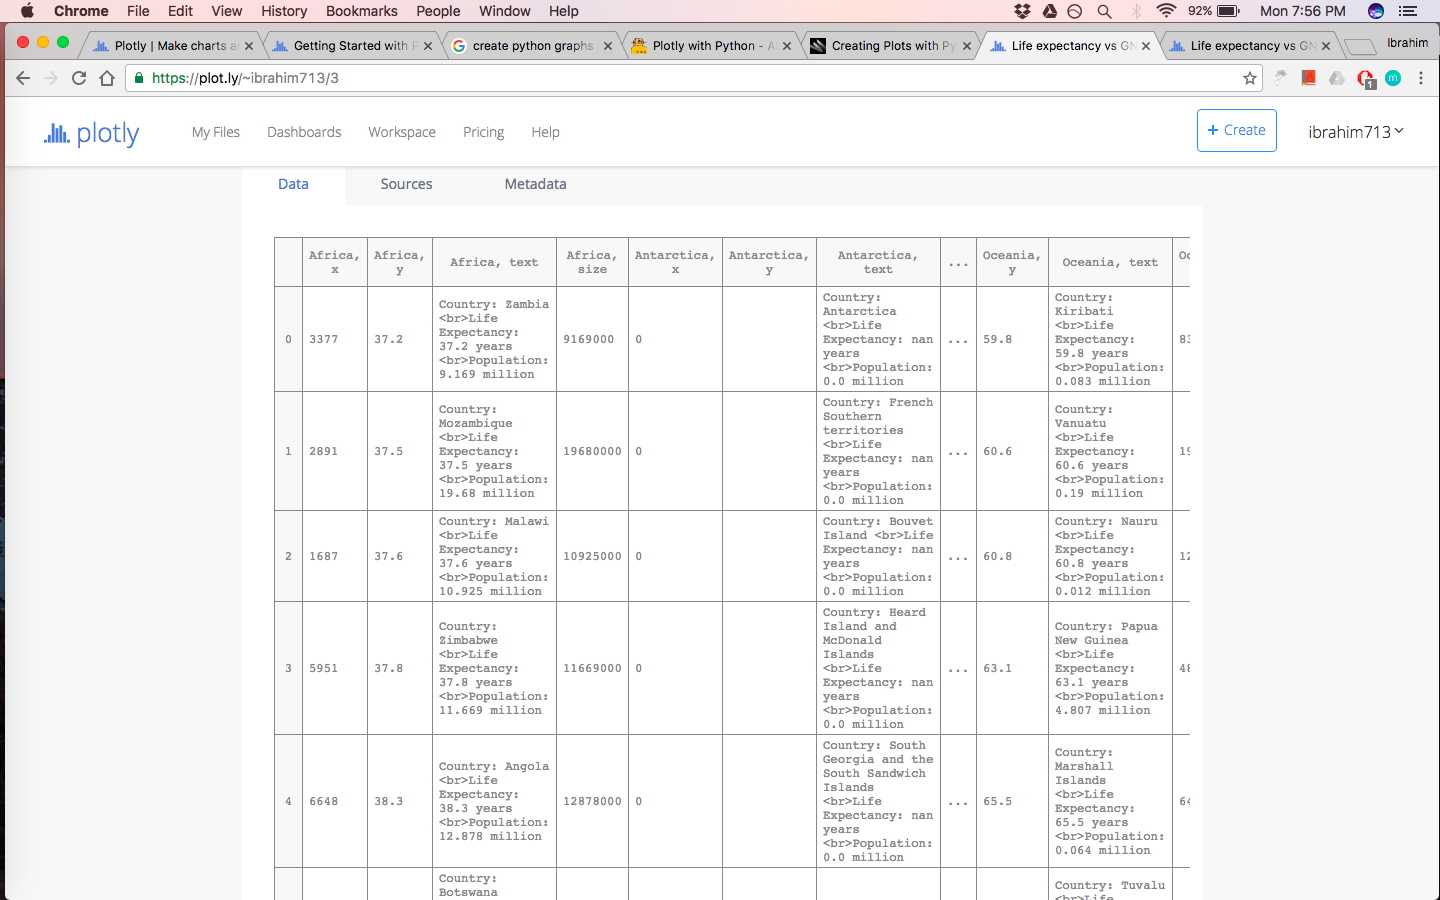 Chrome File Edit View History Bookmarks People Window Help 92% Mon 7:56 PM
Plotly | Make charts a Getting Started with P create python graphs Plotly with Python - A Creating Plots with Py Life expectancy vs GN Life expectancy vs GN Ibrahim
https://plot.ly/~ibrahim713/3 1 m
plotly My Files Dashboards Workspace Pricing Help + Create ibrahim713
Data Sources Metadata
Africa, x
Africa, y
Africa, text
Africa, size
Antarctica, x
Antarctica, y
Antarctica, text
...
Oceania, y
Oceania, text
0
3377
37.2
Country: Zambia
<br>Life
Expectancy:
37.2 years
<br>Population:
9.169 million
9169000
0
Country:
Antarctica
<br>Life
Expectancy: nan
years
<br>Population:
0.0 million
...
59.8
Country:
Kiribati
<br>Life
Expectancy:
59.8 years
<br>Population:
0.083 million
1
2891
37.5
Country:
Mozambique
<br>Life
Expectancy:
37.5 years
<br>Population:
19.68 million
19680000
0
Country: French
Southern
territories
<br>Life
Expectancy: nan
years
<br>Population:
0.0 million
...
60.6
Country:
Vanuatu
<br>Life
Expectancy:
60.6 years
<br>Population:
0.19 million
19
2
1687
37.6
Country: Malawi
<br>Life
Expectancy:
37.6 years
<br>Population:
10.925 million
10925000
0
Country: Bouvet
Island <br>Life
Expectancy: nan
years
<br>Population:
0.0 million
...
60.8
Country: Nauru
<br>Life
Expectancy:
60.8 years
<br>Population:
0.012 million
12
3
5951
37.8
Country:
Zimbabwe
<br>Life
Expectancy:
37.8 years
<br>Population:
11.669 million
11669000
0
Country: Heard
Island and
McDonald
Islands
<br>Life
Expectancy: nan
years
<br>Population:
0.0 million
...
63.1
Country: Papua
New Guinea
<br>Life
Expectancy:
63.1 years
<br>Population:
4.807 million
48
4
6648
38.3
Country: Angola
<br>Life
Expectancy:
38.3 years
<br>Population:
12.878 million
12878000
0
Country: South
Georgia and the
South Sandwich
Islands
<br>Life
Expectancy: nan
years
<br>Population:
0.0 million
...
65.5
Country:
Marshall
Islands
<br>Life
Expectancy:
65.5 years
<br>Population:
0.064 million
64
Country:
Botswana
Country: Tuvalu
<br>Life